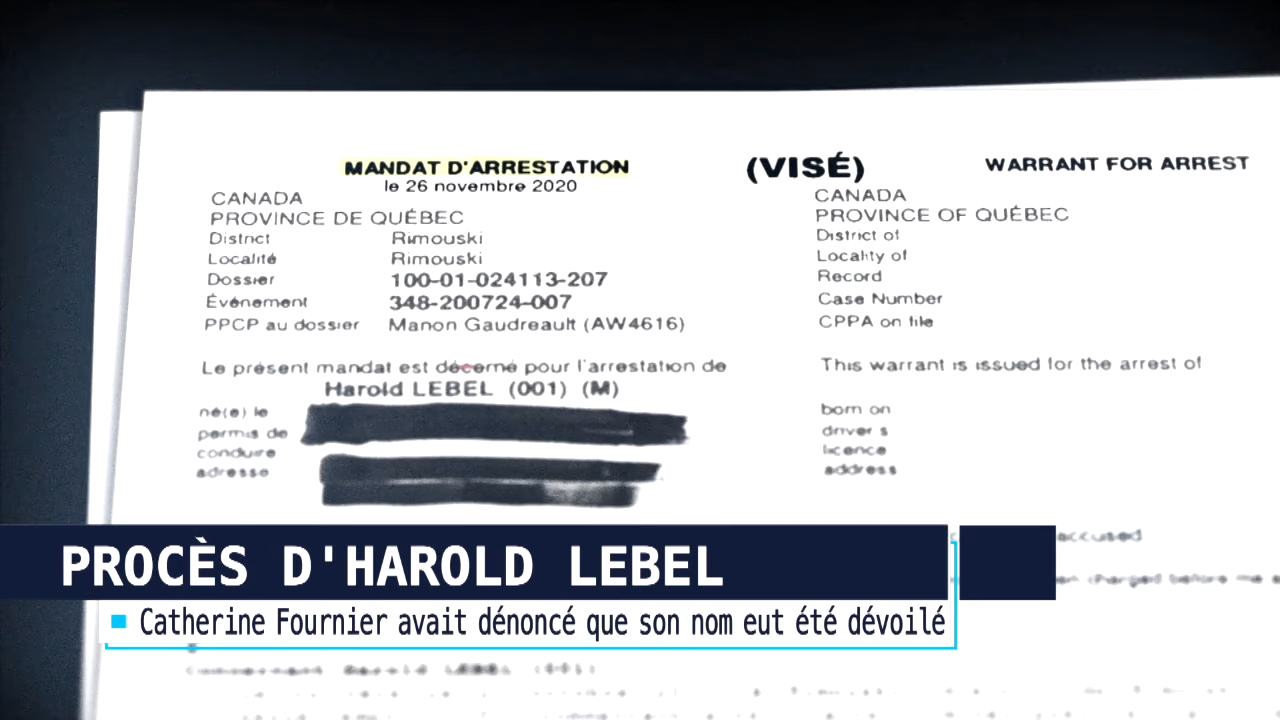 MANDAT D'ARRESTATION
le 26 novembre 2020
(VISÉ)
WARRANT FOR ARREST
CANADA
PROVINCE DE QUÉBEC
District Rimouski
Localité Rimouski
Dossier 100-01-024113-207
Événement 348-200724-007
PPCP au dossier Manon Gaudreault (AW4616)
CANADA
PROVINCE OF QUÉBEC
District of
Locality of
Record
Case Number
CPPA on file
Le présent mandat est décerné pour l'arrestation de
Harold LEBEL (001) (M)
né(e) le
permis de
conduire
adresse
This warrant is issued for the arrest of
born on
driver s
licence
address
accused
charged before me
PROCÈS D'HAROLD LEBEL
Catherine Fournier avait dénoncé que son nom eut été dévoilé